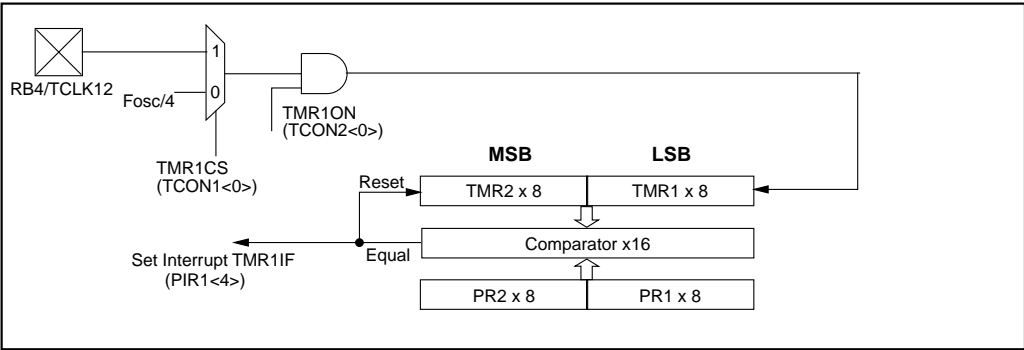 RB4/TCLK12
1
0
Fosc/4
TMR1ON
(TCON2<0>)
TMR1CS
(TCON1<0>)
MSB
LSB
Reset
TMR2 x 8
TMR1 x 8
Set Interrupt TMR1IF
(PIR1<4>)
Equal
Comparator x16
PR2 x 8
PR1 x 8